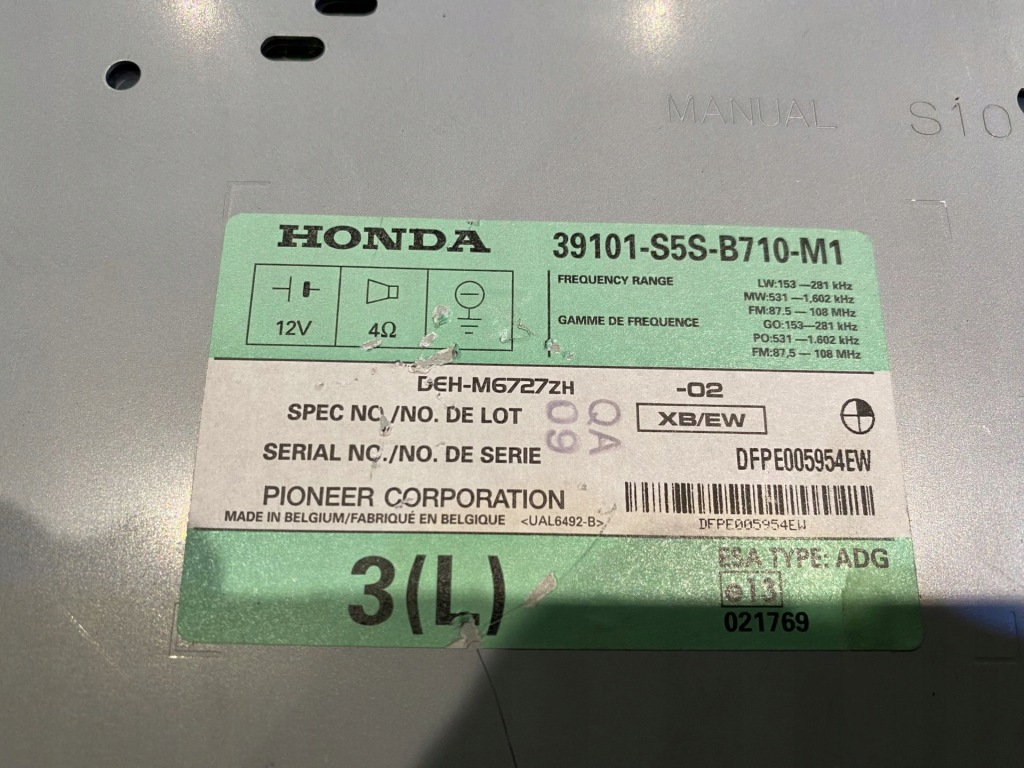 MANUAL S10
HONDA
39101-S5S-B710-M1
12V 4Ω
FREQUENCY RANGE
LW:153 —281 kHz
MW:531 —1,602 kHz
FM:87.5 — 108 MHz
GAMME DE FREQUENCE
GO:153—281 kHz
PO:531 —1.602 kHz
FM:87,5 — 108 MHz
DEH-M6727ZH -02
SPEC NO./NO. DE LOT XB/EW
QA
09
SERIAL NO./NO. DE SERIE DFPE005954EW
PIONEER CORPORATION
DFPE005954EW
MADE IN BELGIUM/FABRIQUÉ EN BELGIQUE <UAL6492-B>
3(L)
ESA TYPE: ADG
e13
021769